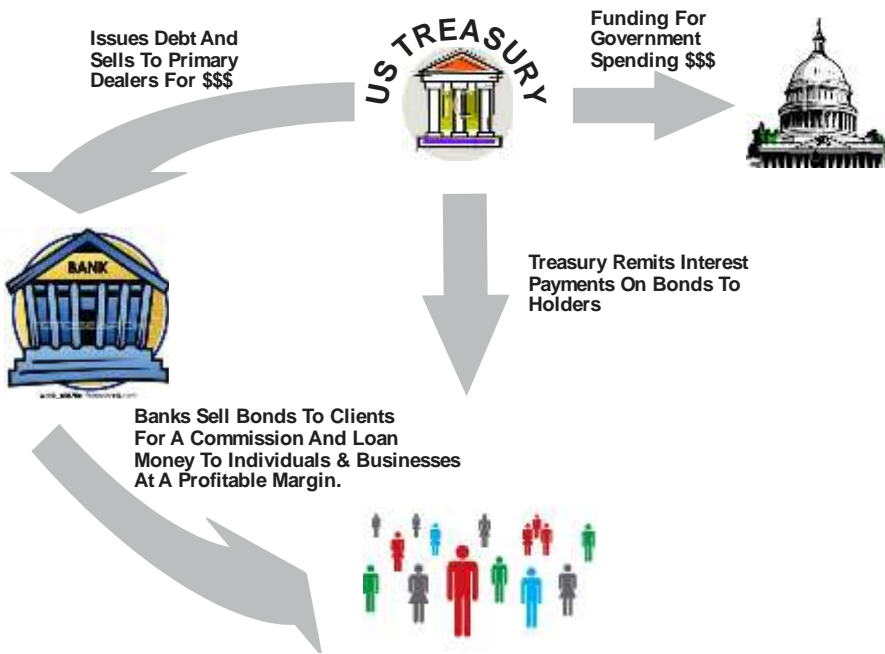 Issues Debt And
Sells To Primary
Dealers For $$$
US TREASURY
Funding For
Government
Spending $$$
BANK
Treasury Remits Interest
Payments On Bonds To
Holders
Banks Sell Bonds To Clients
For A Commission And Loan
Money To Individuals & Businesses
At A Profitable Margin.